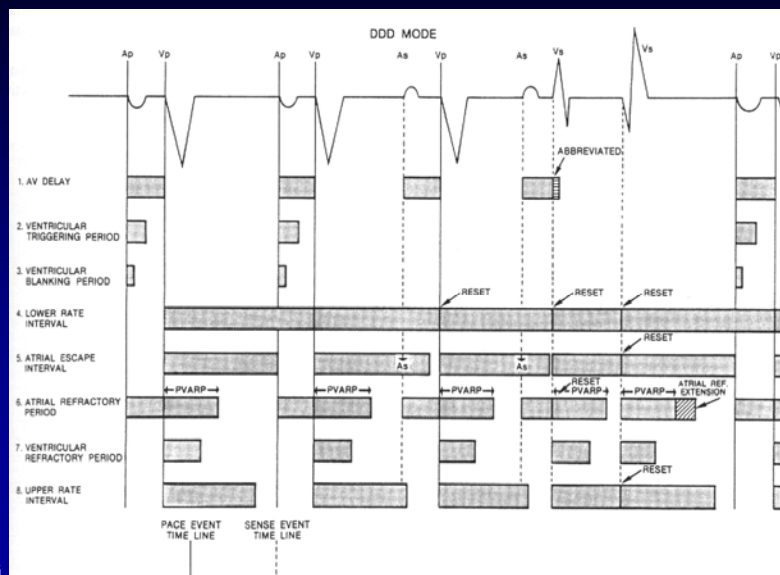 DDD MODE
Ap Vp Ap Vp As Vp As Vs Vs Ap Vp
ABBREVIATED
1. AV DELAY
2. VENTRICULAR
TRIGGERING PERIOD
3. VENTRICULAR
BLANKING PERIOD
RESET RESET RESET
4. LOWER RATE
INTERVAL
RESET
5. ATRIAL ESCAPE
INTERVAL
As As
RESET
PVARP PVARP PVARP PVARP PVARP ATRIAL REF.
EXTENSION
6. ATRIAL REFRACTORY
PERIOD
7. VENTRICULAR
REFRACTORY PERIOD
RESET
8. UPPER RATE
INTERVAL
PACE EVENT SENSE EVENT
TIME LINE TIME LINE